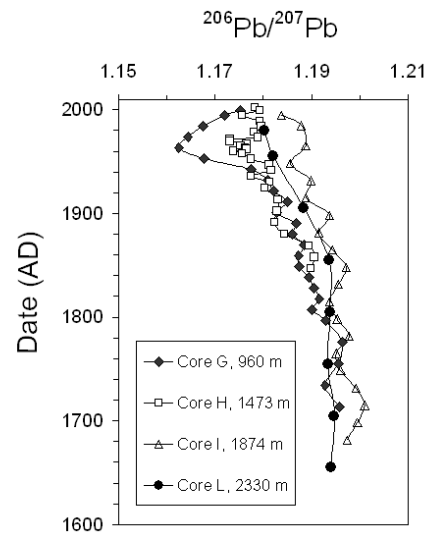 ²⁰⁶Pb/²⁰⁷Pb
1.15 1.17 1.19 1.21
Date (AD)
2000
1900
1800
1700
1600
Core G, 960 m
Core H, 1473 m
Core I, 1874 m
Core L, 2330 m